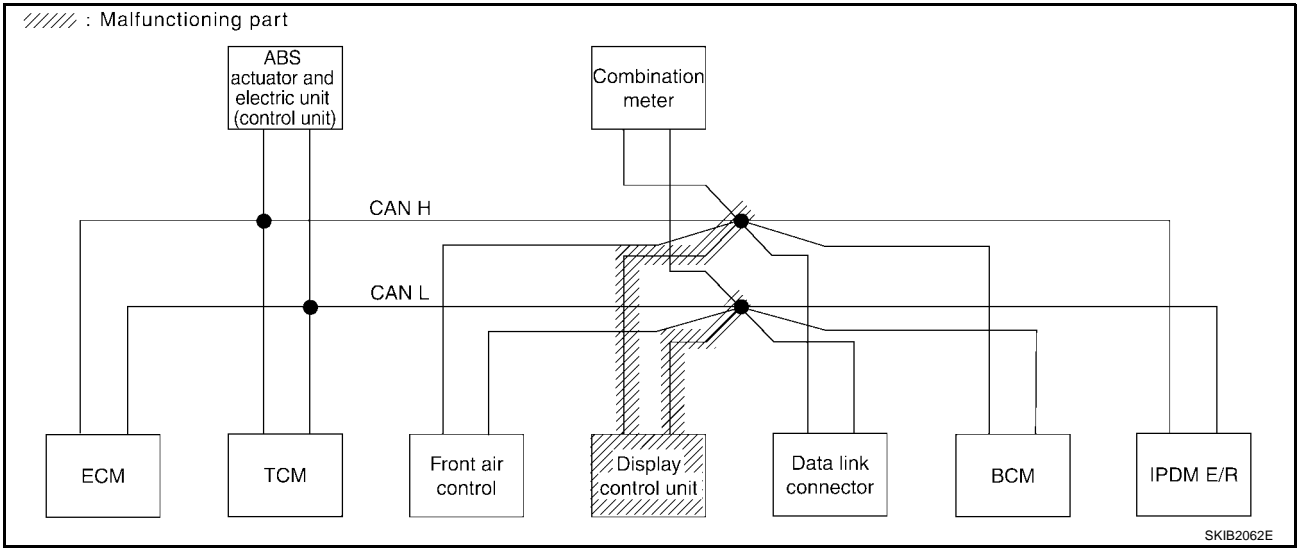 : Malfunctioning part
ABS
actuator and
electric unit
(control unit)
Combination
meter
CAN H
CAN L
ECM
TCM
Front air
control
Display
control unit
Data link
connector
BCM
IPDM E/R
SKIB2062E